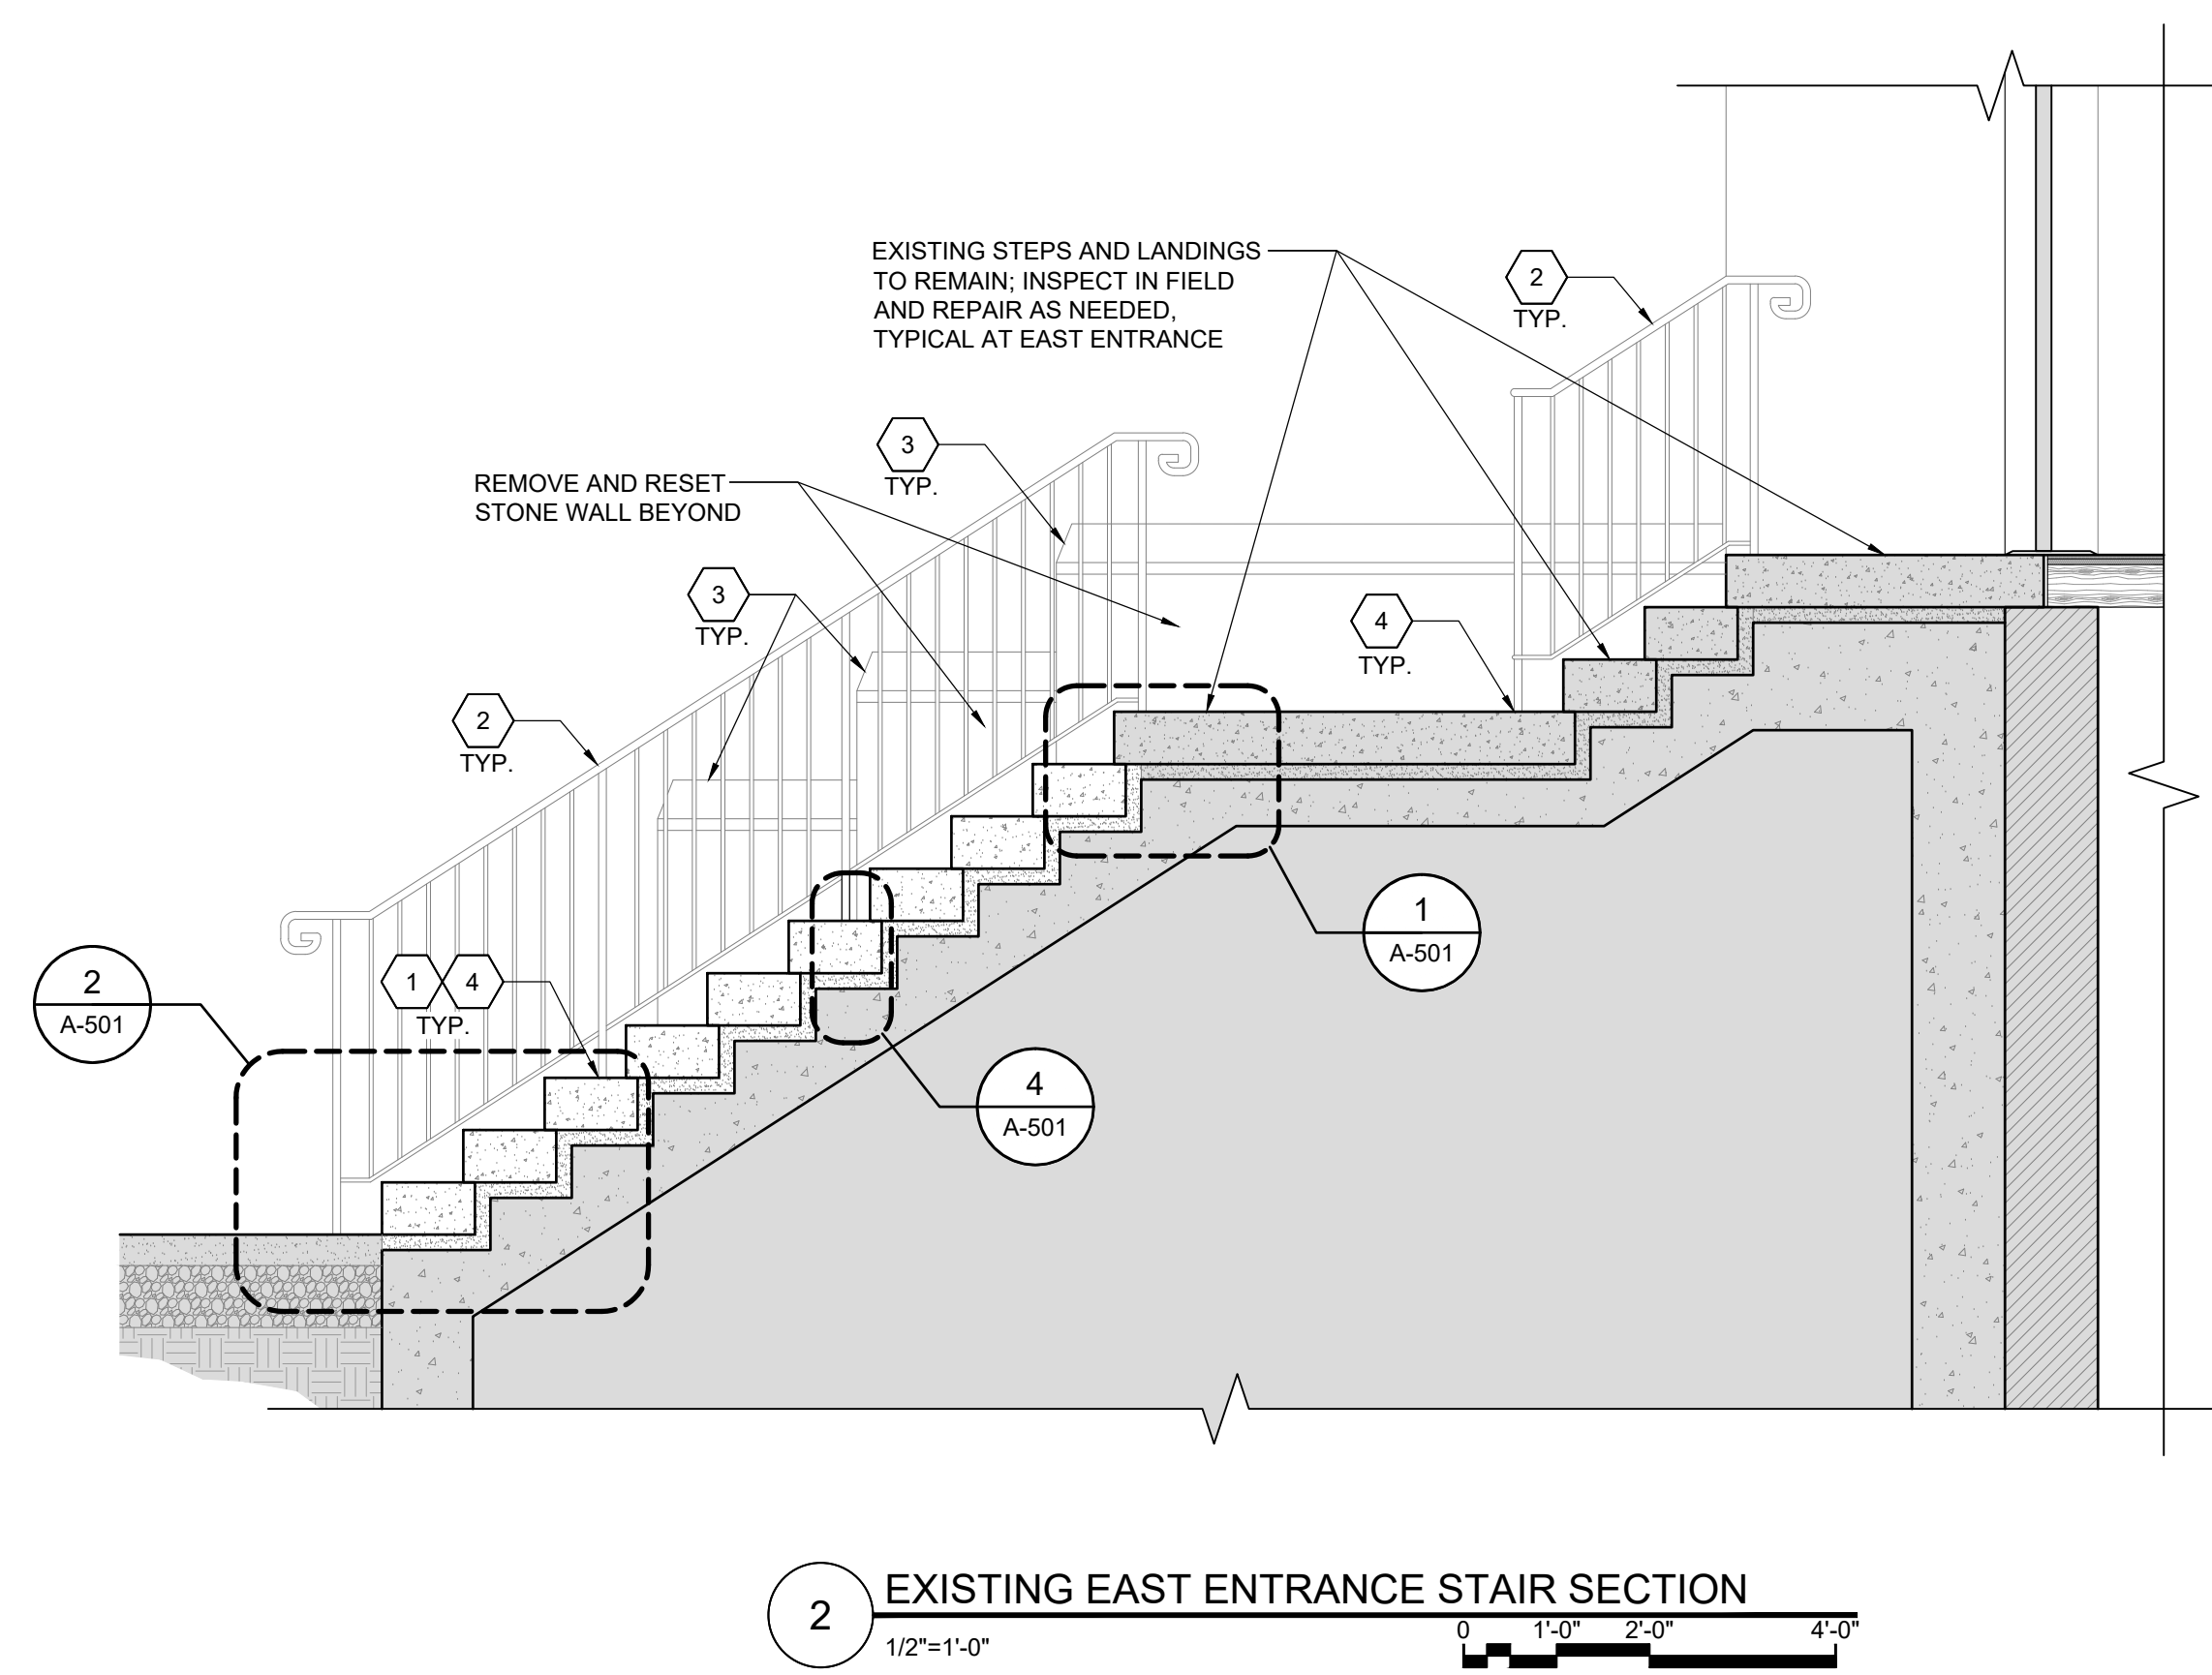 EXISTING STEPS AND LANDINGS
TO REMAIN; INSPECT IN FIELD
AND REPAIR AS NEEDED,
TYPICAL AT EAST ENTRANCE
2
TYP.
3
TYP.
REMOVE AND RESET
STONE WALL BEYOND
3
TYP.
4
TYP.
2
TYP.
1
A-501
2
A-501
1 4
TYP.
4
A-501
2
EXISTING EAST ENTRANCE STAIR SECTION
1/2"=1'-0"
0 1'-0" 2'-0" 4'-0"